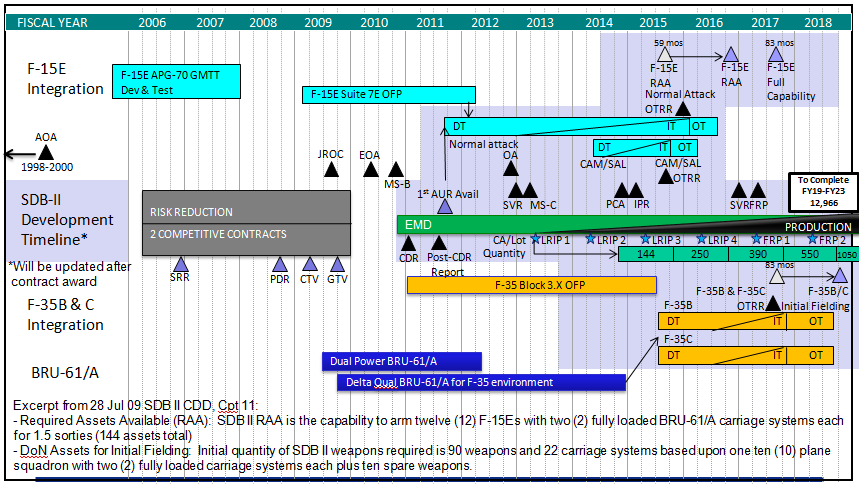 FISCAL YEAR 2006 2007 2008 2009 2010 2011 2012 2013 2014 2015 2016 2017 2018
F-15E
Integration
F-15E APG-70 GMTT
Dev & Test
F-15E Suite 7E OFP
59 mos
83 mos
F-15E
RAA
F-15E
RAA
F-15E
Full
Capability
Normal Attack
OTRR
DT IT OT
Normal attack
DT IT OT
CAM/SAL
CAM/SAL
OTRR
AOA
1998-2000
JROC
EOA
MS-B
1st AUR Avail
OA
SVR
MS-C
PCA
IPR
SVR
FRP
To Complete
FY19-FY23
12,966
SDB-II
Development
Timeline*
RISK REDUCTION
2 COMPETITIVE CONTRACTS
EMD
PRODUCTION
CDR
Post-CDR
Report
CA/Lot
Quantity
LRIP 1 LRIP 2 LRIP 3 LRIP 4 FRP 1 FRP 2
144 250 390 550 1050
*Will be updated after
contract award
SRR
PDR
CTV
GTV
F-35 Block 3.X OFP
83 mos
F-35B & F-35C
OTRR
F-35B/C
Initial Fielding
F-35B & C
Integration
F-35B
DT IT OT
F-35C
DT IT OT
BRU-61/A
Dual Power BRU-61/A
Delta Qual BRU-61/A for F-35 environment
Excerpt from 28 Jul 09 SDB II CDD, Cpt 11:
- Required Assets Available (RAA):  SDB II RAA is the capability to arm twelve (12) F-15Es with two (2) fully loaded BRU-61/A carriage systems each
for 1.5 sorties (144 assets total)
- DoN Assets for Initial Fielding:  Initial quantity of SDB II weapons required is 90 weapons and 22 carriage systems based upon one ten (10) plane
squadron with two (2) fully loaded carriage systems each plus ten spare weapons.